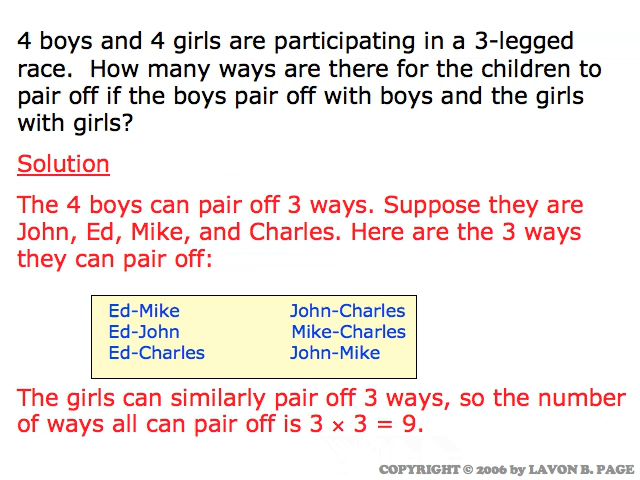 4 boys and 4 girls are participating in a 3-legged
race.  How many ways are there for the children to
pair off if the boys pair off with boys and the girls
with girls?
Solution
The 4 boys can pair off 3 ways. Suppose they are
John, Ed, Mike, and Charles. Here are the 3 ways
they can pair off:
Ed-Mike John-Charles
Ed-John Mike-Charles
Ed-Charles John-Mike
The girls can similarly pair off 3 ways, so the number
of ways all can pair off is 3 × 3 = 9.
COPYRIGHT © 2006 by LAVON B. PAGE